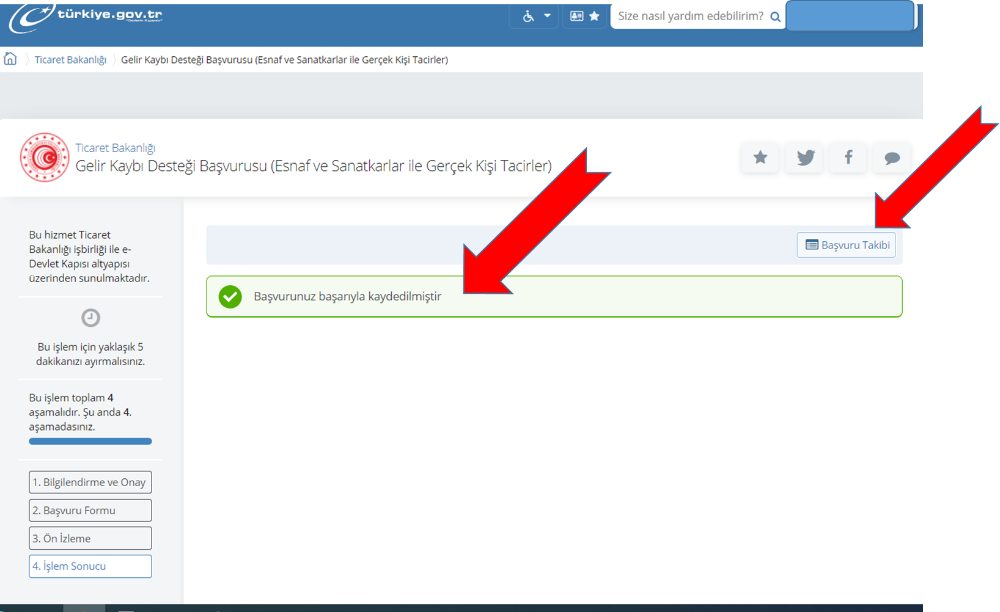 türkiye.gov.tr
"Devletin Kısayolu"
Size nasıl yardım edebilirim?
Ticaret Bakanlığı
Gelir Kaybı Desteği Başvurusu (Esnaf ve Sanatkarlar ile Gerçek Kişi Tacirler)
Ticaret Bakanlığı
Gelir Kaybı Desteği Başvurusu (Esnaf ve Sanatkarlar ile Gerçek Kişi Tacirler)
Bu hizmet Ticaret
Bakanlığı işbirliği ile e-
Devlet Kapısı altyapısı
üzerinden sunulmaktadır.
Bu işlem için yaklaşık 5
dakikanızı ayırmalısınız.
Bu işlem toplam 4
aşamalıdır. Şu anda 4.
aşamadasınız.
1. Bilgilendirme ve Onay
2. Başvuru Formu
3. Ön İzleme
4. İşlem Sonucu
Başvuru Takibi
Başvurunuz başarıyla kaydedilmiştir